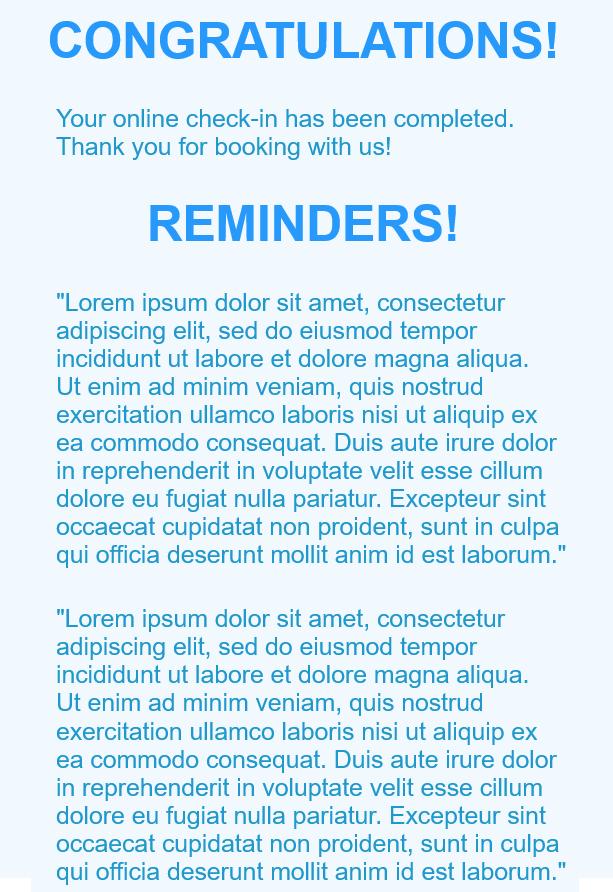 CONGRATULATIONS!
Your online check-in has been completed.
Thank you for booking with us!
REMINDERS!
"Lorem ipsum dolor sit amet, consectetur
adipiscing elit, sed do eiusmod tempor
incididunt ut labore et dolore magna aliqua.
Ut enim ad minim veniam, quis nostrud
exercitation ullamco laboris nisi ut aliquip ex
ea commodo consequat. Duis aute irure dolor
in reprehenderit in voluptate velit esse cillum
dolore eu fugiat nulla pariatur. Excepteur sint
occaecat cupidatat non proident, sunt in culpa
qui officia deserunt mollit anim id est laborum."
"Lorem ipsum dolor sit amet, consectetur
adipiscing elit, sed do eiusmod tempor
incididunt ut labore et dolore magna aliqua.
Ut enim ad minim veniam, quis nostrud
exercitation ullamco laboris nisi ut aliquip ex
ea commodo consequat. Duis aute irure dolor
in reprehenderit in voluptate velit esse cillum
dolore eu fugiat nulla pariatur. Excepteur sint
occaecat cupidatat non proident, sunt in culpa
qui officia deserunt mollit anim id est laborum."